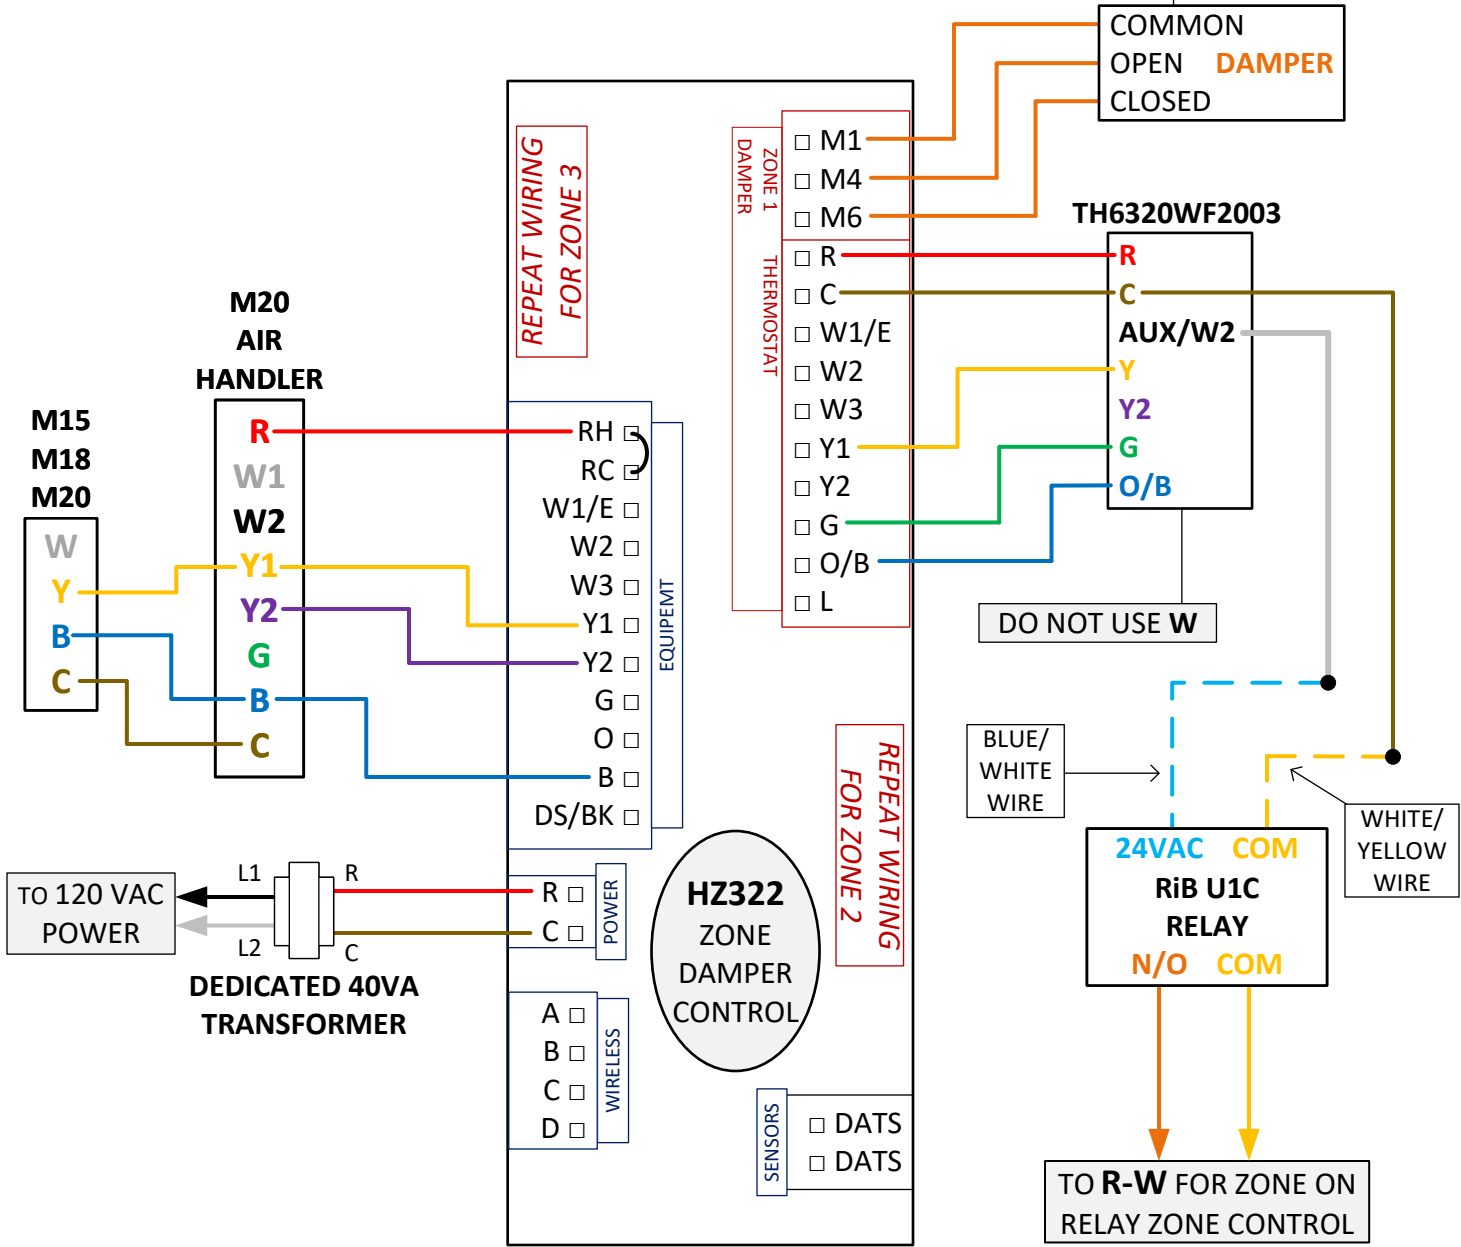 COMMON
OPEN DAMPER
CLOSED
REPEAT WIRING
FOR ZONE 3
ZONE 1
DAMPER
THERMOSTAT
M1
M4
M6
R
C
W1/E
W2
W3
Y1
Y2
G
O/B
L
TH6320WF2003
R
C
AUX/W2
Y
Y2
G
O/B
DO NOT USE W
M20
AIR
HANDLER
R
W1
W2
Y1
Y2
G
B
C
M15
M18
M20
W
Y
B
C
RH
RC
W1/E
W2
W3
Y1
Y2
G
O
B
DS/BK
EQUIPEMT
REPEAT WIRING
FOR ZONE 2
BLUE/
WHITE
WIRE
WHITE/
YELLOW
WIRE
24VAC COM
RiB U1C
RELAY
N/O COM
TO R-W FOR ZONE ON
RELAY ZONE CONTROL
TO 120 VAC
POWER
L1
L2
R
C
DEDICATED 40VA
TRANSFORMER
R
C
POWER
HZ322
ZONE
DAMPER
CONTROL
A
B
C
D
WIRELESS
SENSORS
DATS
DATS